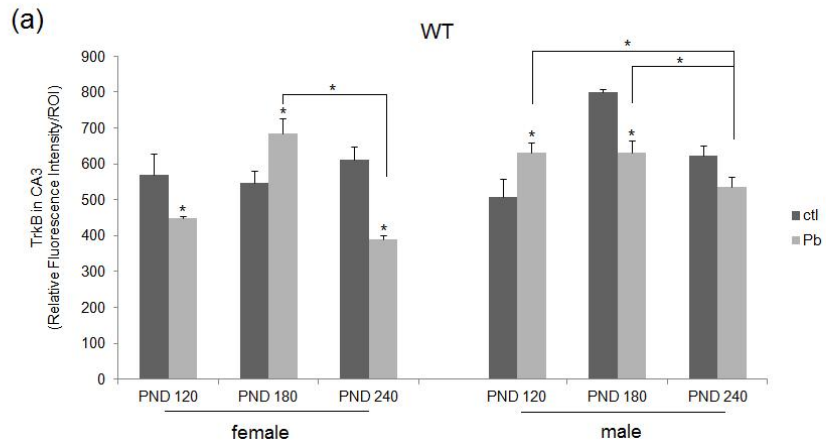 (a)
WT
TrkB in CA3
(Relative Fluorescence Intensity/ROI)
900
800
700
600
500
400
300
200
100
0
*
*
*
*
*
*
*
*
ctl
Pb
PND 120 PND 180 PND 240 PND 120 PND 180 PND 240
female male